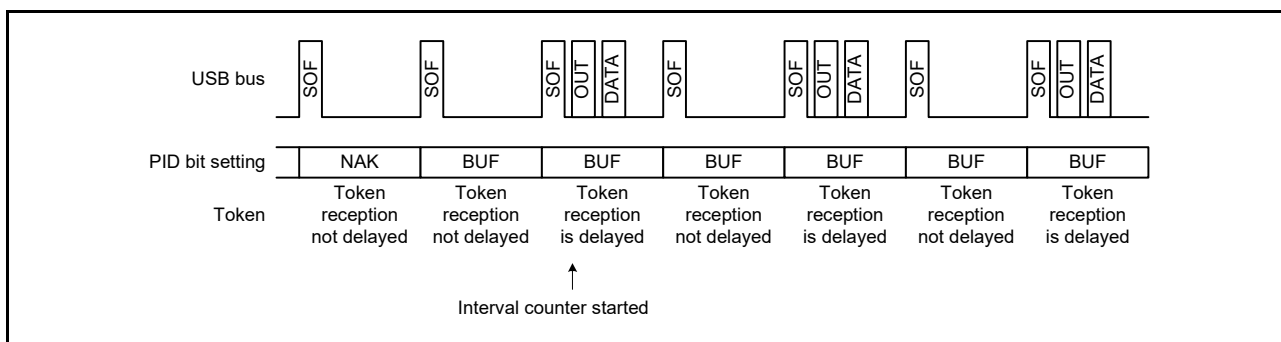 USB bus
SOF
SOF
SOF
OUT
DATA
SOF
SOF
OUT
DATA
SOF
SOF
OUT
DATA
PID bit setting
NAK
BUF
BUF
BUF
BUF
BUF
BUF
Token
Token
reception
not delayed
Token
reception
not delayed
Token
reception
is delayed
Token
reception
not delayed
Token
reception
is delayed
Token
reception
not delayed
Token
reception
is delayed
Interval counter started